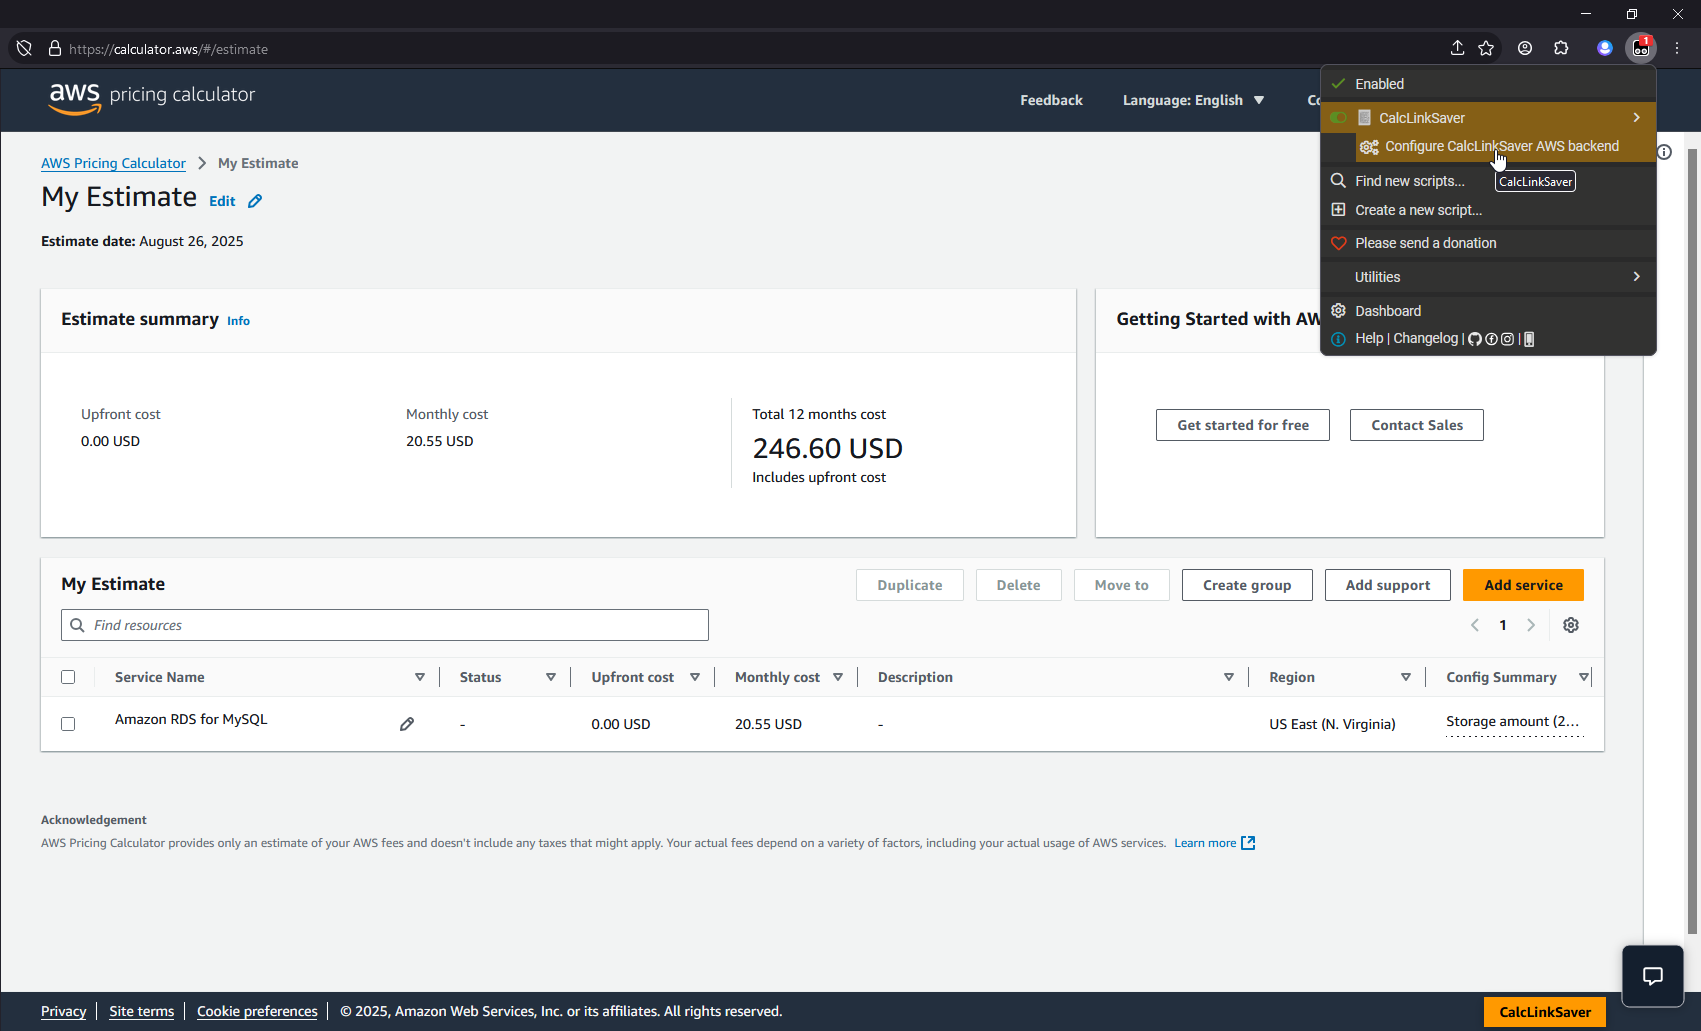 https://calculator.aws/#/estimate
1
aws pricing calculator
Feedback
Language: English
Enabled
CalcLinkSaver
Configure CalcLinkSaver AWS backend
CalcLinkSaver
Find new scripts...
Create a new script...
Please send a donation
Utilities
Dashboard
Help | Changelog |
AWS Pricing Calculator
My Estimate
My Estimate
Edit
Estimate date: August 26, 2025
Estimate summary Info
Upfront cost
0.00 USD
Monthly cost
20.55 USD
Total 12 months cost
246.60 USD
Includes upfront cost
Getting Started with AW
Get started for free
Contact Sales
My Estimate
Duplicate
Delete
Move to
Create group
Add support
Add service
Find resources
1
Service Name
Status
Upfront cost
Monthly cost
Description
Region
Config Summary
Amazon RDS for MySQL
-
0.00 USD
20.55 USD
-
US East (N. Virginia)
Storage amount (2...
Acknowledgement
AWS Pricing Calculator provides only an estimate of your AWS fees and doesn't include any taxes that might apply. Your actual fees depend on a variety of factors, including your actual usage of AWS services. Learn more
Privacy
Site terms
Cookie preferences
© 2025, Amazon Web Services, Inc. or its affiliates. All rights reserved.
CalcLinkSaver